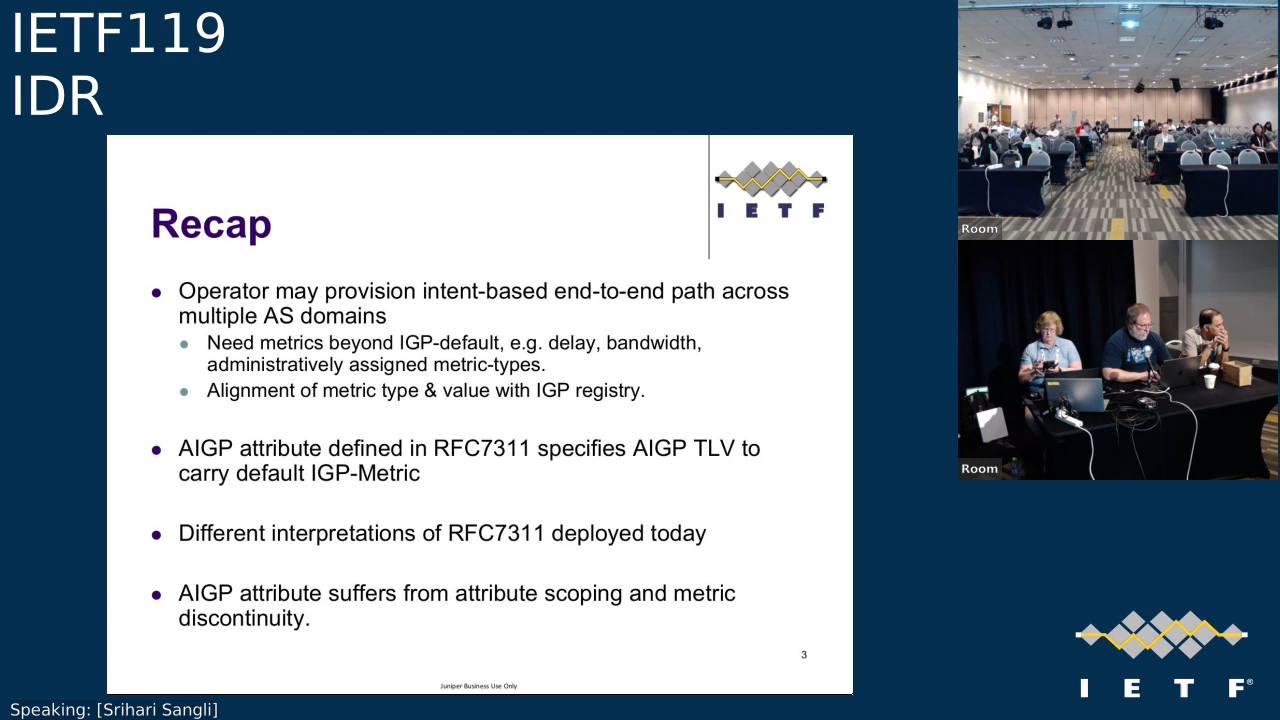 IETF119
IDR
I E T F
Recap
Operator may provision intent-based end-to-end path across
multiple AS domains
Need metrics beyond IGP-default, e.g. delay, bandwidth,
administratively assigned metric-types.
Alignment of metric type & value with IGP registry.
AIGP attribute defined in RFC7311 specifies AIGP TLV to
carry default IGP-Metric
Different interpretations of RFC7311 deployed today
AIGP attribute suffers from attribute scoping and metric
discontinuity.
3
Juniper Business Use Only
Room
Room
I E T F®
Speaking: [Srihari Sangli]